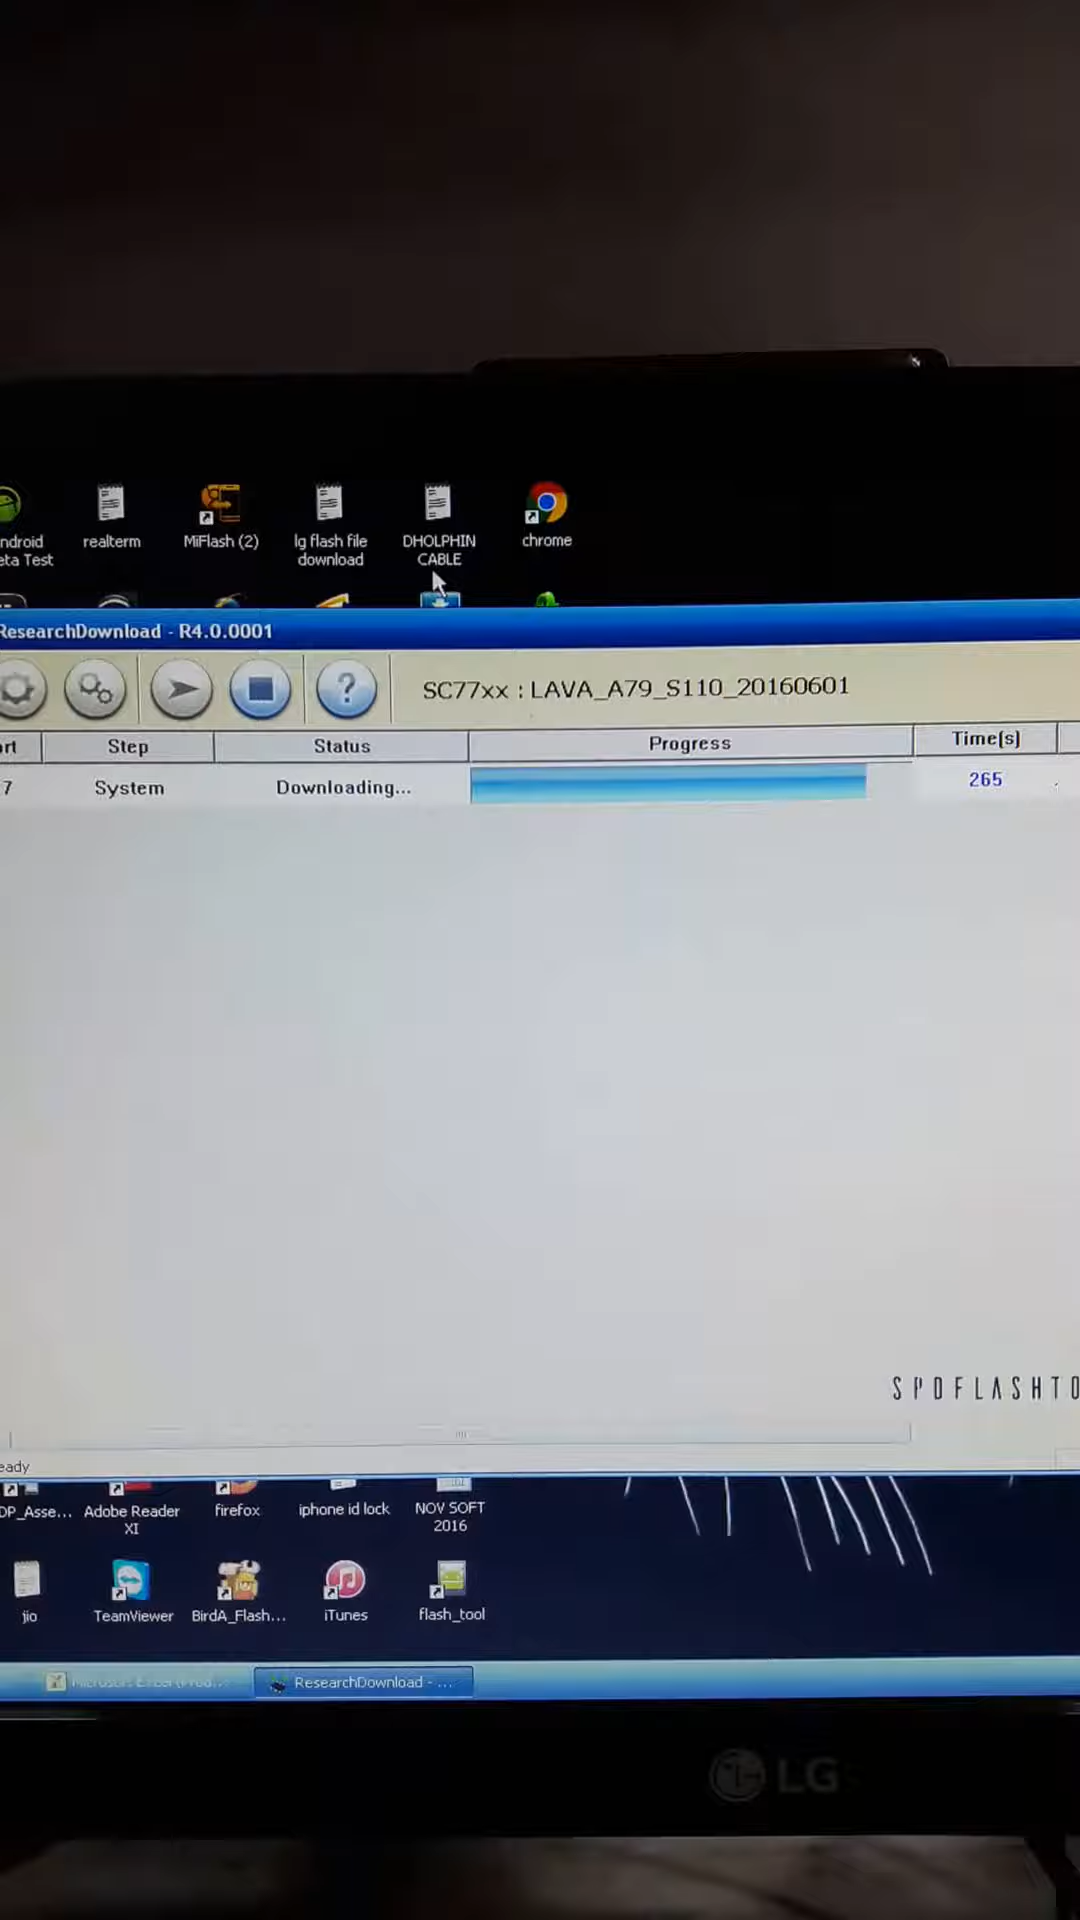 ndroid
eta Test
realterm
MiFlash (2)
lg flash file
download
DHOLPHIN
CABLE
chrome
ResearchDownload - R4.0.0001
SC77xx : LAVA_A79_S110_20160601
ort Step Status Progress Time(s)
7 System Downloading... 265
SPDFLASHTO
eady
DP_Asse...
Adobe Reader
XI
firefox
iphone id lock
NOV SOFT
2016
jio
TeamViewer
BirdA_Flash...
iTunes
flash_tool
ResearchDownload - ...
LG